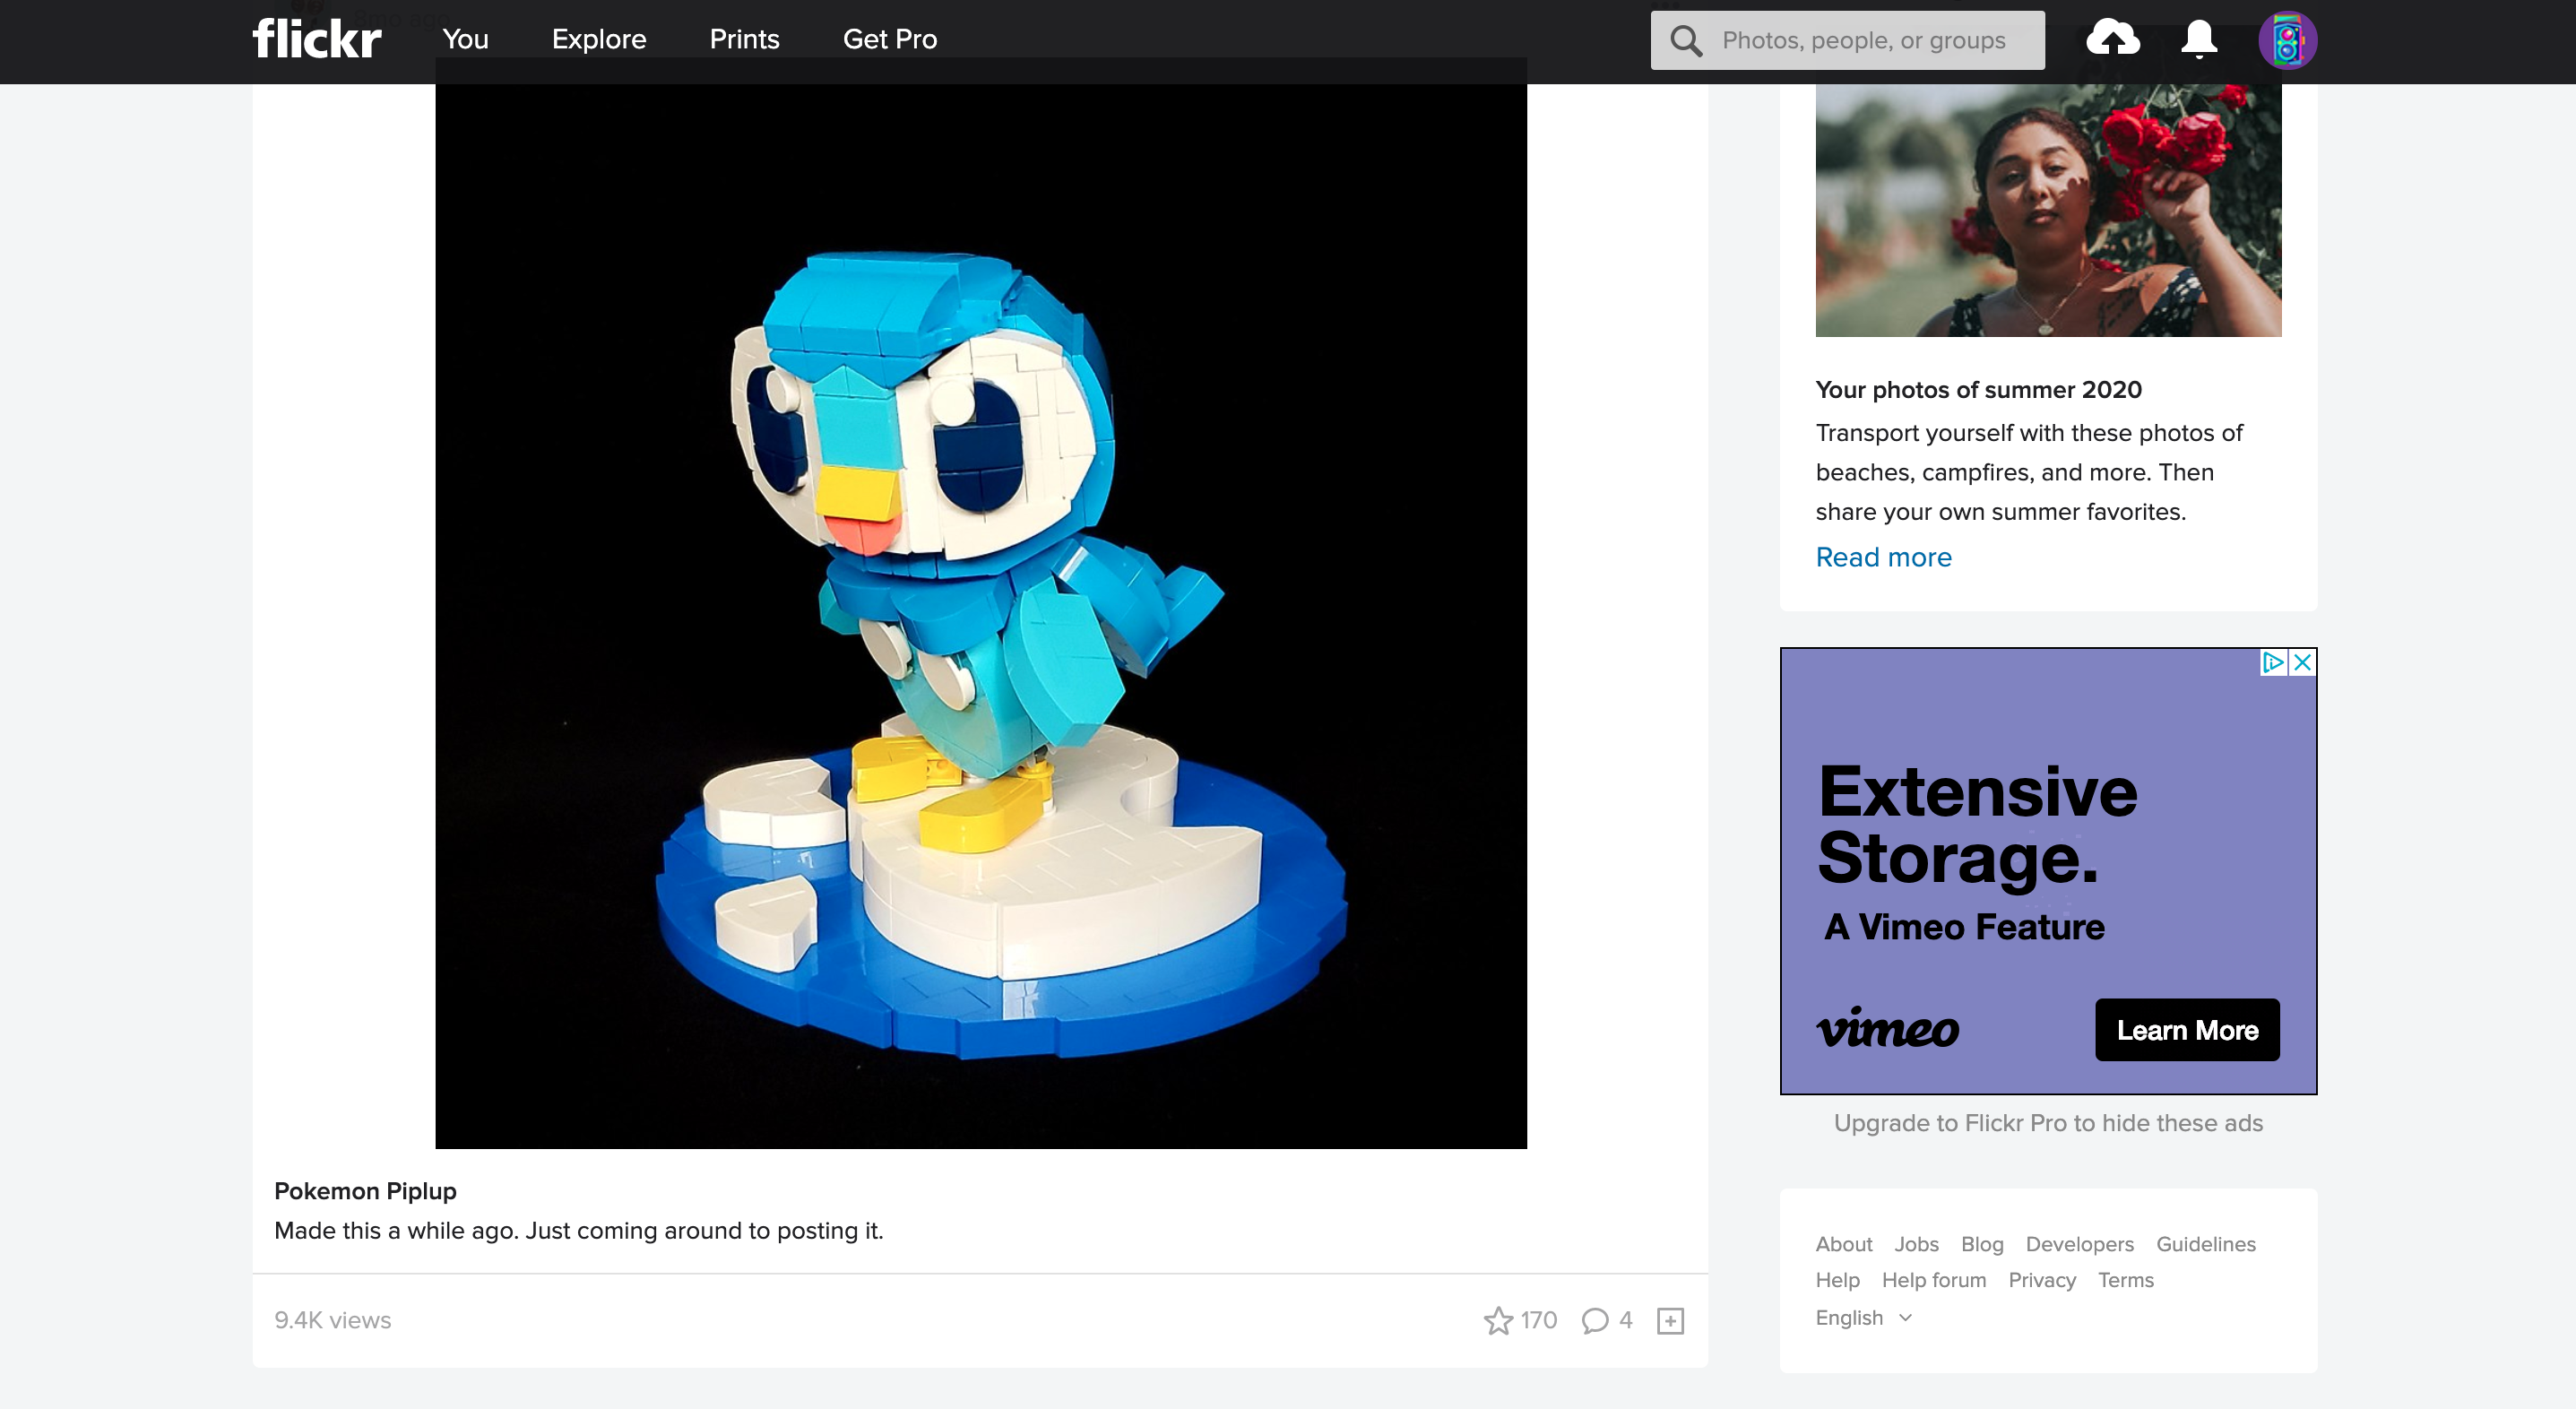 flickr
You Explore Prints Get Pro
Photos, people, or groups
8mo ago
Your photos of summer 2020
Transport yourself with these photos of
beaches, campfires, and more. Then
share your own summer favorites.
Read more
Extensive
Storage.
A Vimeo Feature
vimeo
Learn More
Upgrade to Flickr Pro to hide these ads
Pokemon Piplup
Made this a while ago. Just coming around to posting it.
9.4K views
170 4
About Jobs Blog Developers Guidelines
Help Help forum Privacy Terms
English